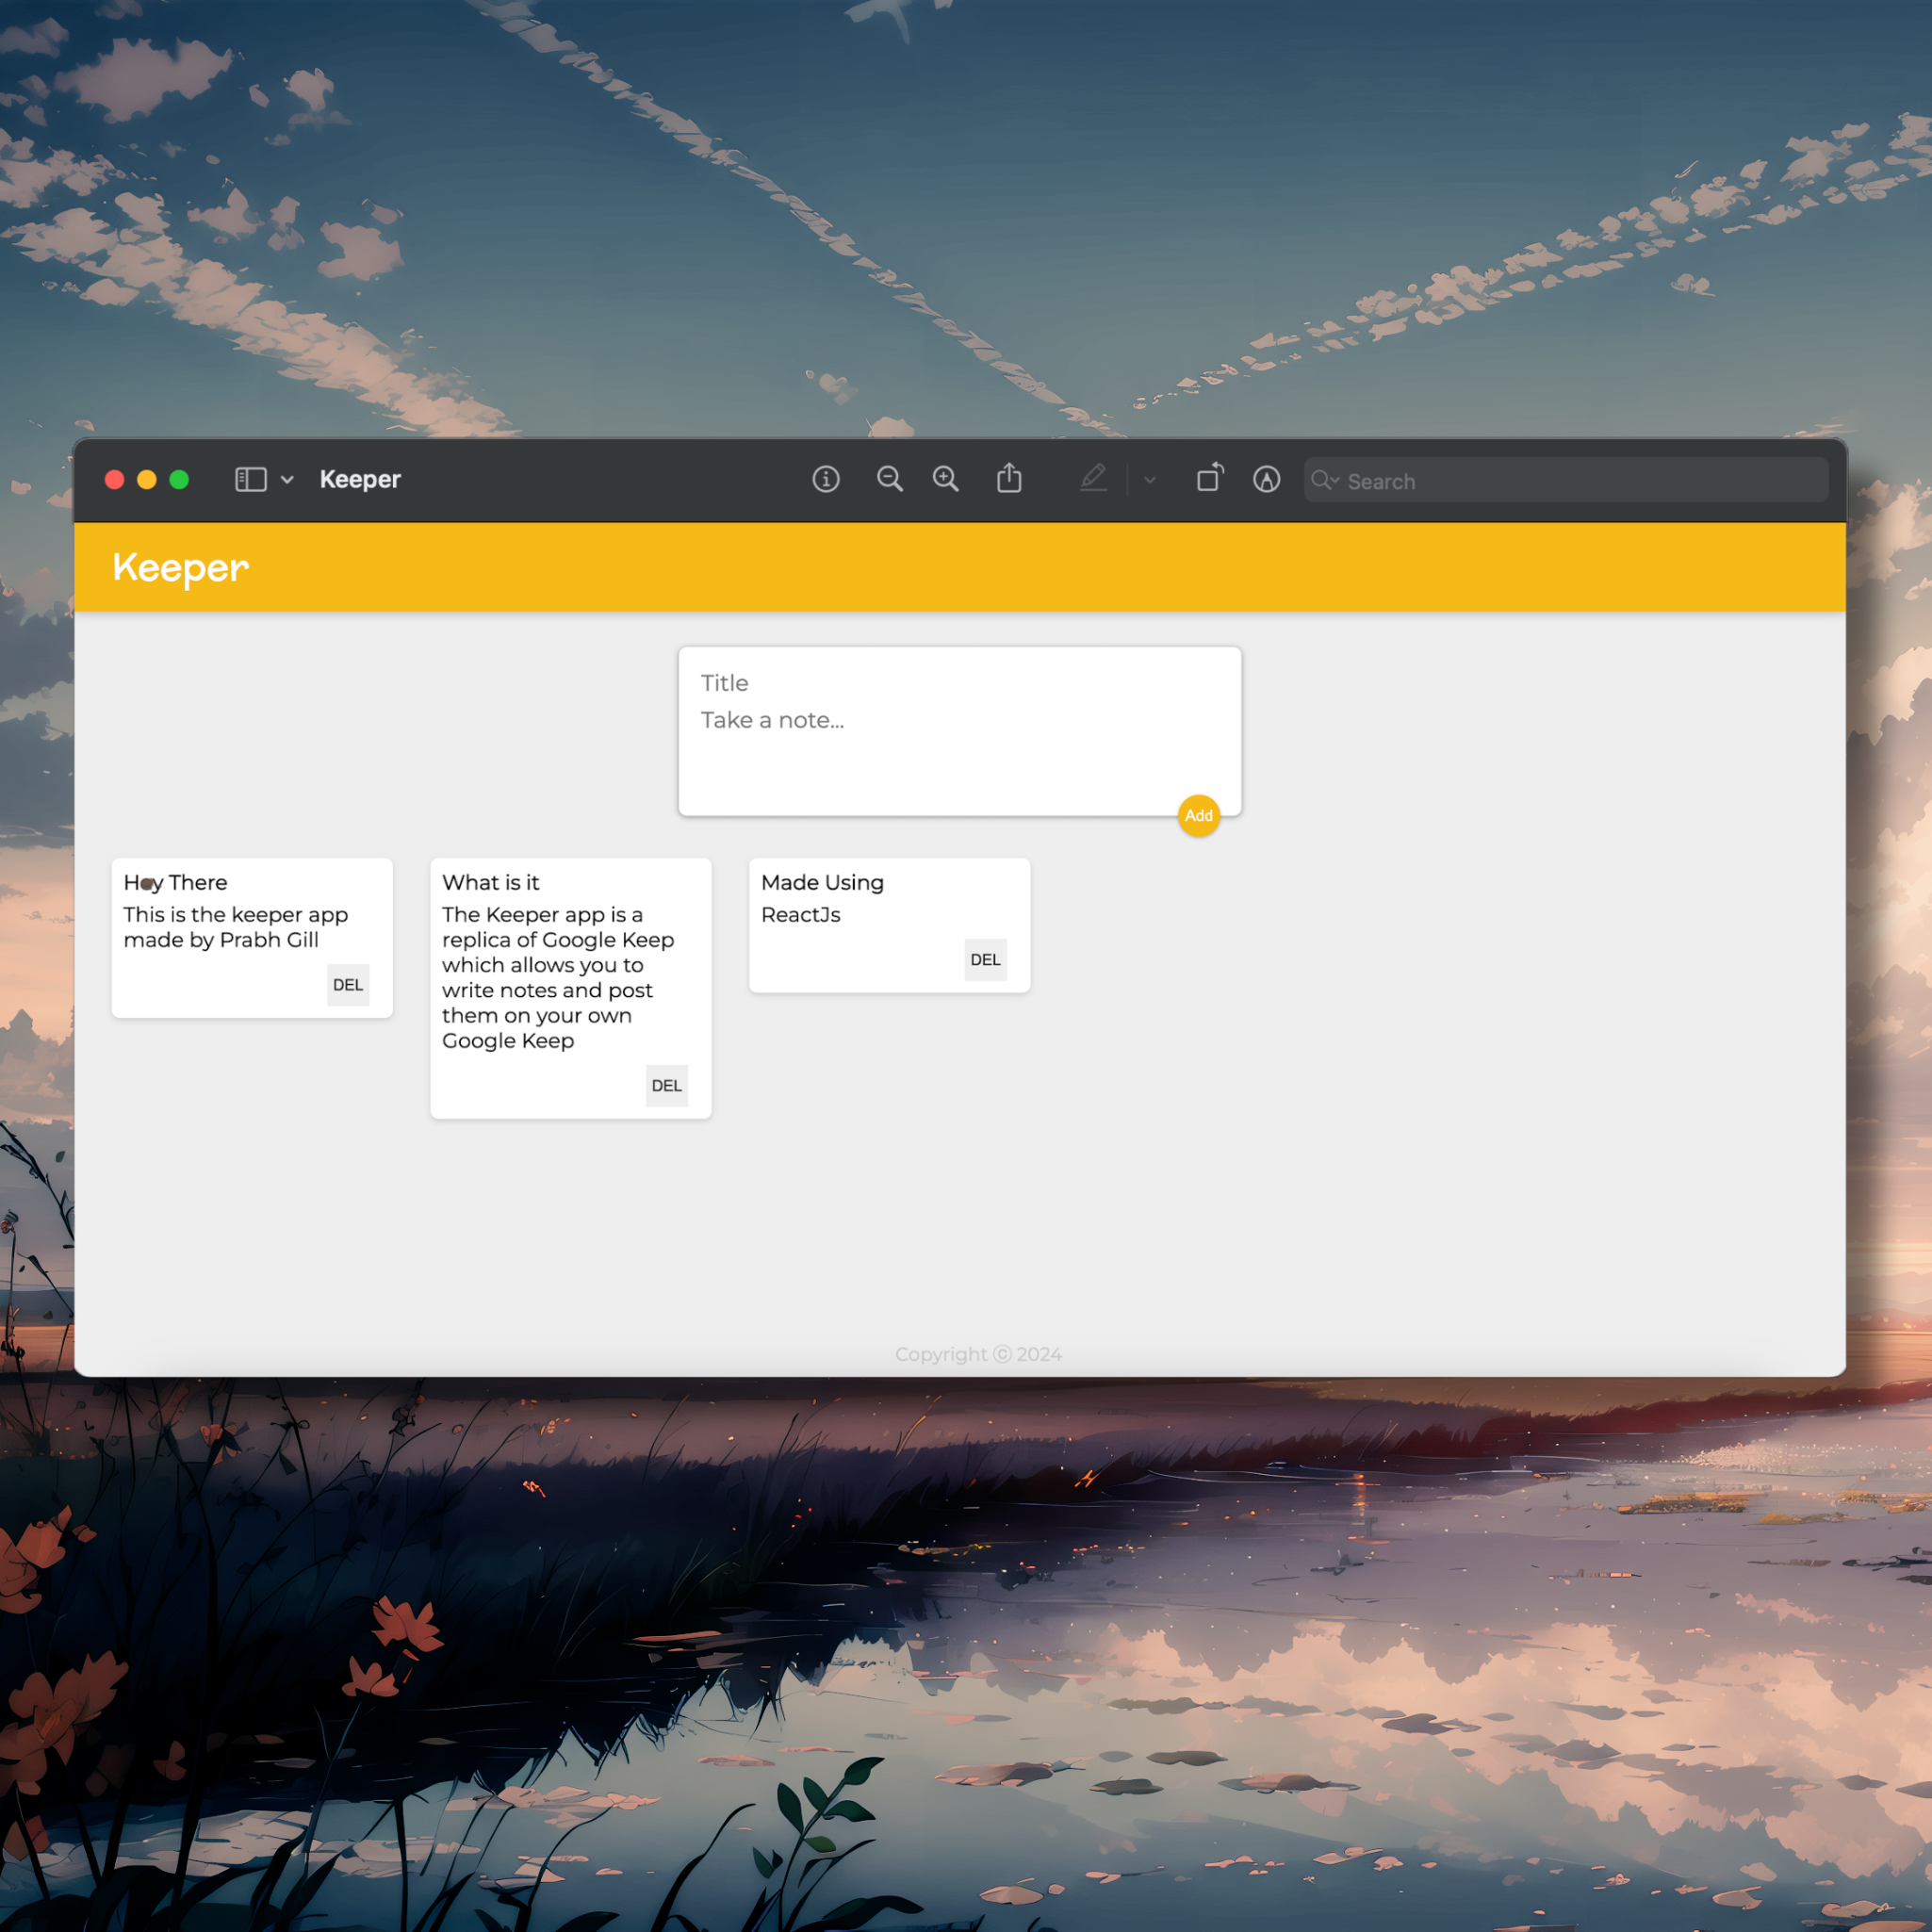 Keeper
Search
Keeper
Title
Take a note...
Add
Hey There
This is the keeper app
made by Prabh Gill
DEL
What is it
The Keeper app is a
replica of Google Keep
which allows you to
write notes and post
them on your own
Google Keep
DEL
Made Using
ReactJs
DEL
Copyright ⓒ 2024